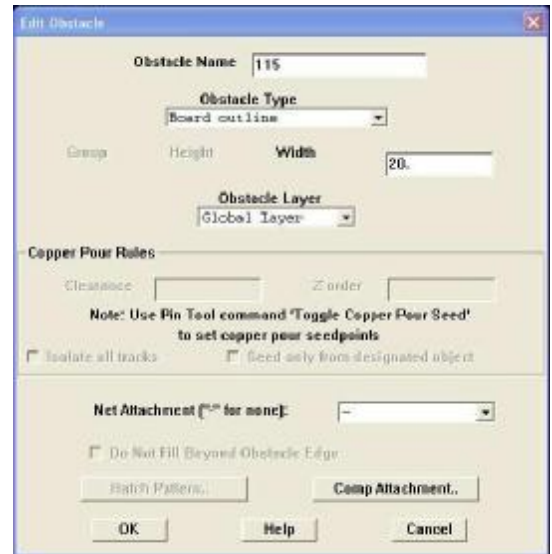 Edit Obstacle
Obstacle Name 115
Obstacle Type
Board outline
Group Height Width 20.
Obstacle Layer
Global Layer
Copper Pour Rules
Clearance Z order
Note: Use Pin Tool command 'Toggle Copper Pour Seed'
to set copper pour seedpoints
Isolate all tracks Seed only from designated object
Net Attachment ("-" for none): -
Do Not Fill Beyond Obstacle Edge
Hatch Pattern.. Comp Attachment..
OK Help Cancel